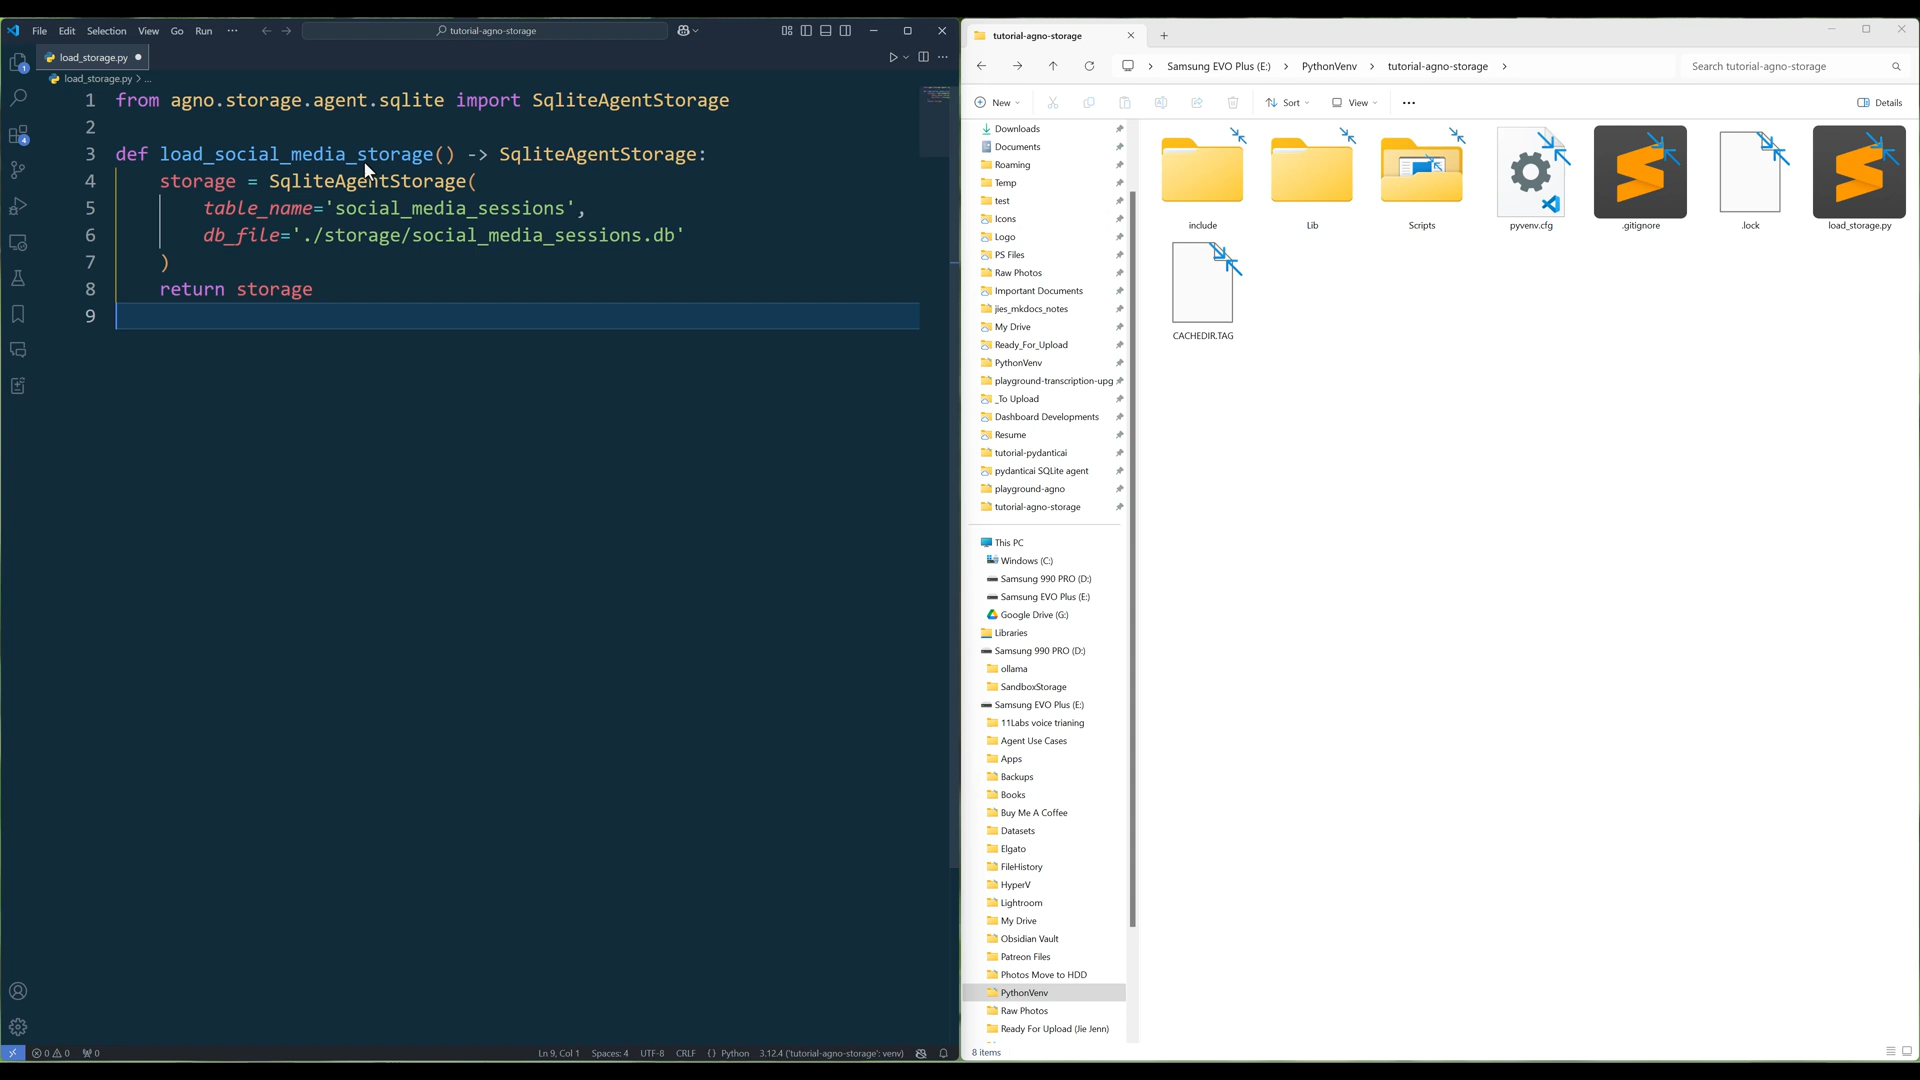 File Edit Selection View Go Run ···
tutorial-agno-storage
load_storage.py
load_storage.py > ...
1 from agno.storage.agent.sqlite import SqliteAgentStorage
2
3 def load_social_media_storage() -> SqliteAgentStorage:
4 storage = SqliteAgentStorage(
5 table_name='social_media_sessions',
6 db_file='./storage/social_media_sessions.db'
7 )
8 return storage
9
1
4
0 0 0
Ln 9, Col 1 Spaces: 4 UTF-8 CRLF {} Python 3.12.4 ('tutorial-agno-storage': venv)
tutorial-agno-storage
Samsung EVO Plus (E:) > PythonVenv > tutorial-agno-storage >
Search tutorial-agno-storage
New Sort View ··· Details
Downloads
Documents
Roaming
Temp
test
Icons
Logo
PS Files
Raw Photos
Important Documents
jies_mkdocs_notes
My Drive
Ready_For_Upload
PythonVenv
playground-transcription-upg
_To Upload
Dashboard Developments
Resume
tutorial-pydanticai
pydanticai SQLite agent
playground-agno
tutorial-agno-storage
This PC
Windows (C:)
Samsung 990 PRO (D:)
Samsung EVO Plus (E:)
Google Drive (G:)
Libraries
Samsung 990 PRO (D:)
ollama
SandboxStorage
Samsung EVO Plus (E:)
11Labs voice trianing
Agent Use Cases
Apps
Backups
Books
Buy Me A Coffee
Datasets
Elgato
FileHistory
HyperV
Lightroom
My Drive
Obsidian Vault
Patreon Files
Photos Move to HDD
PythonVenv
Raw Photos
Ready For Upload (Jie Jenn)
include
Lib
Scripts
pyvenv.cfg
.gitignore
.lock
load_storage.py
CACHEDIR.TAG
8 items